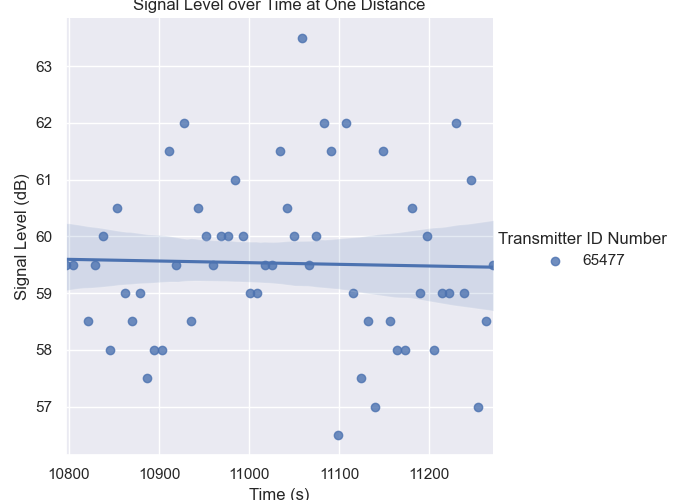 Signal Level over Time at One Distance
63
62
61
60
59
58
57
Signal Level (dB)
10800 10900 11000 11100 11200
Time (s)
Transmitter ID Number
65477